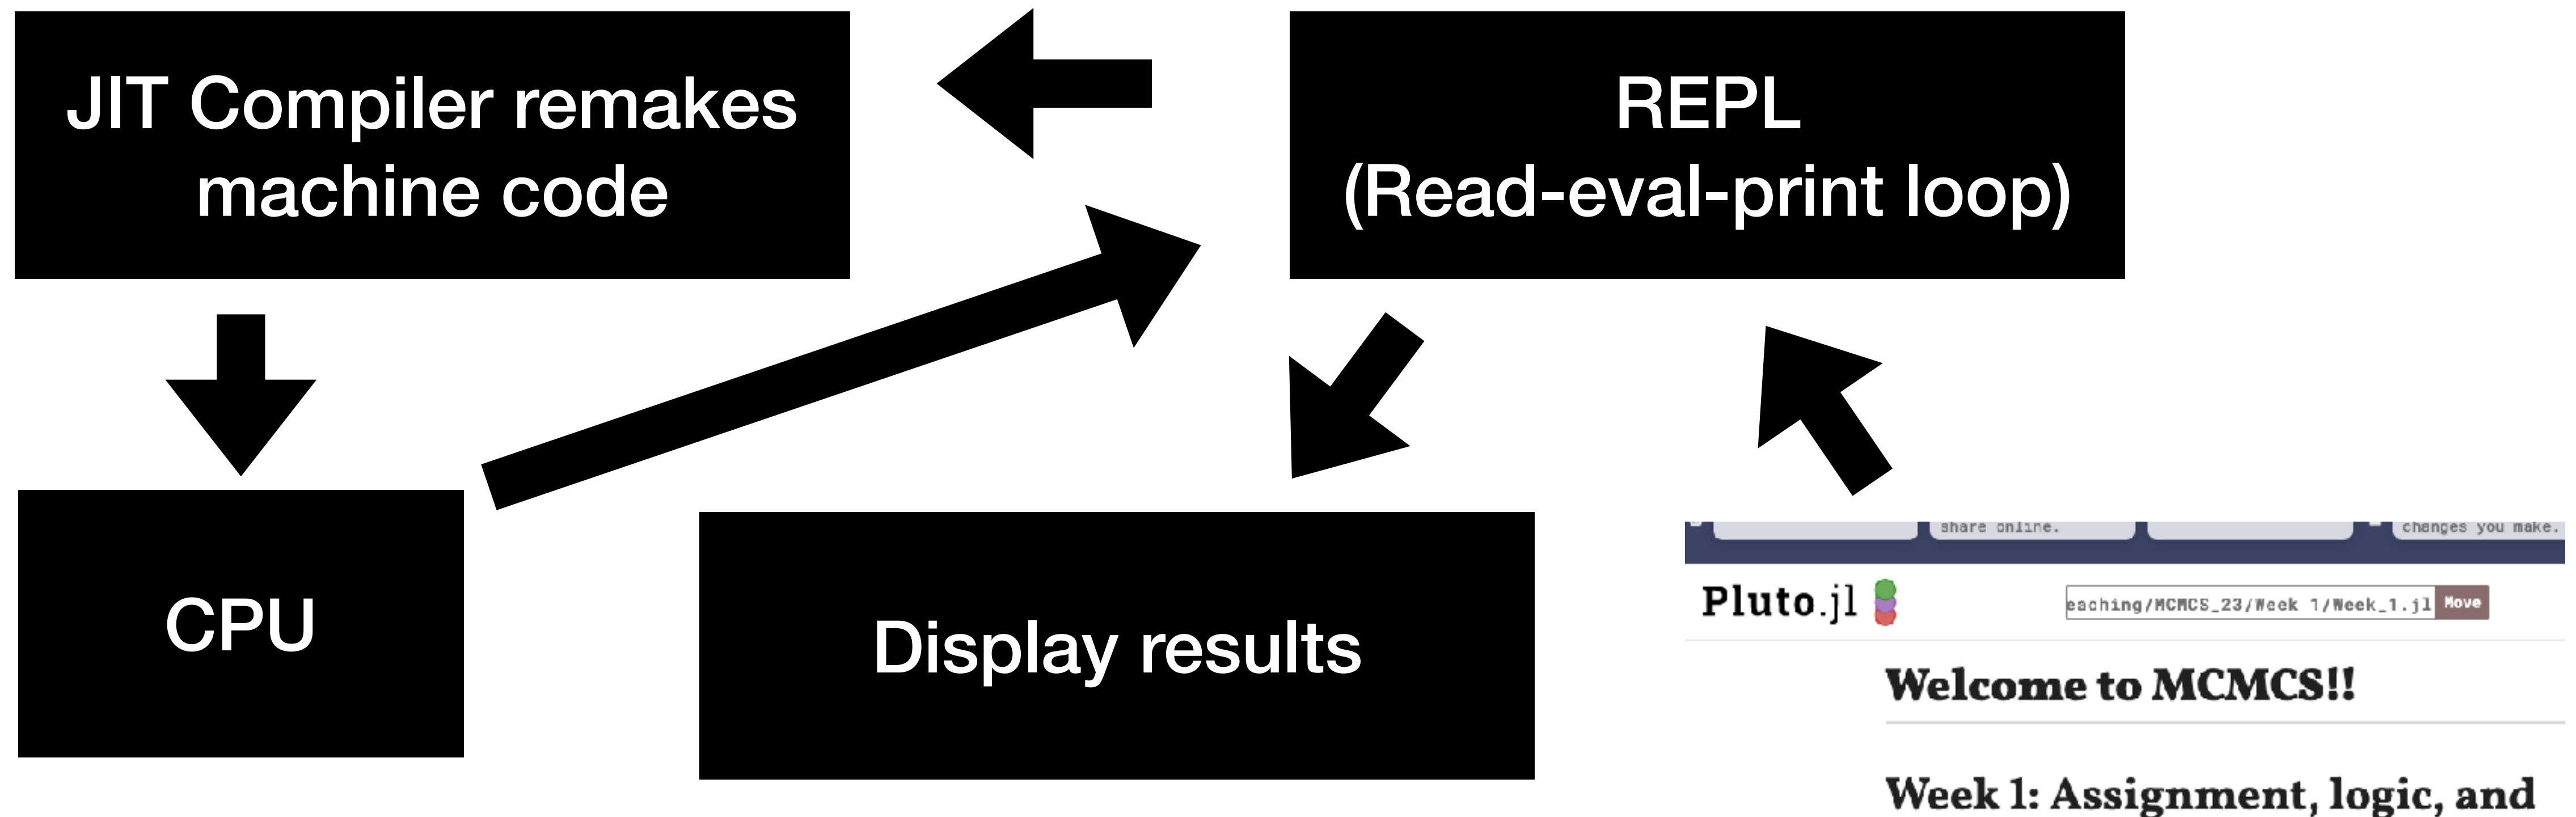 JIT Compiler remakes
machine code
REPL
(Read-eval-print loop)
CPU
Display results
share online.
changes you make.
Pluto.jl
eaching/MCMCS_23/Week 1/Week_1.jl
Move
Welcome to MCMCS!!
Week 1: Assignment, logic, and